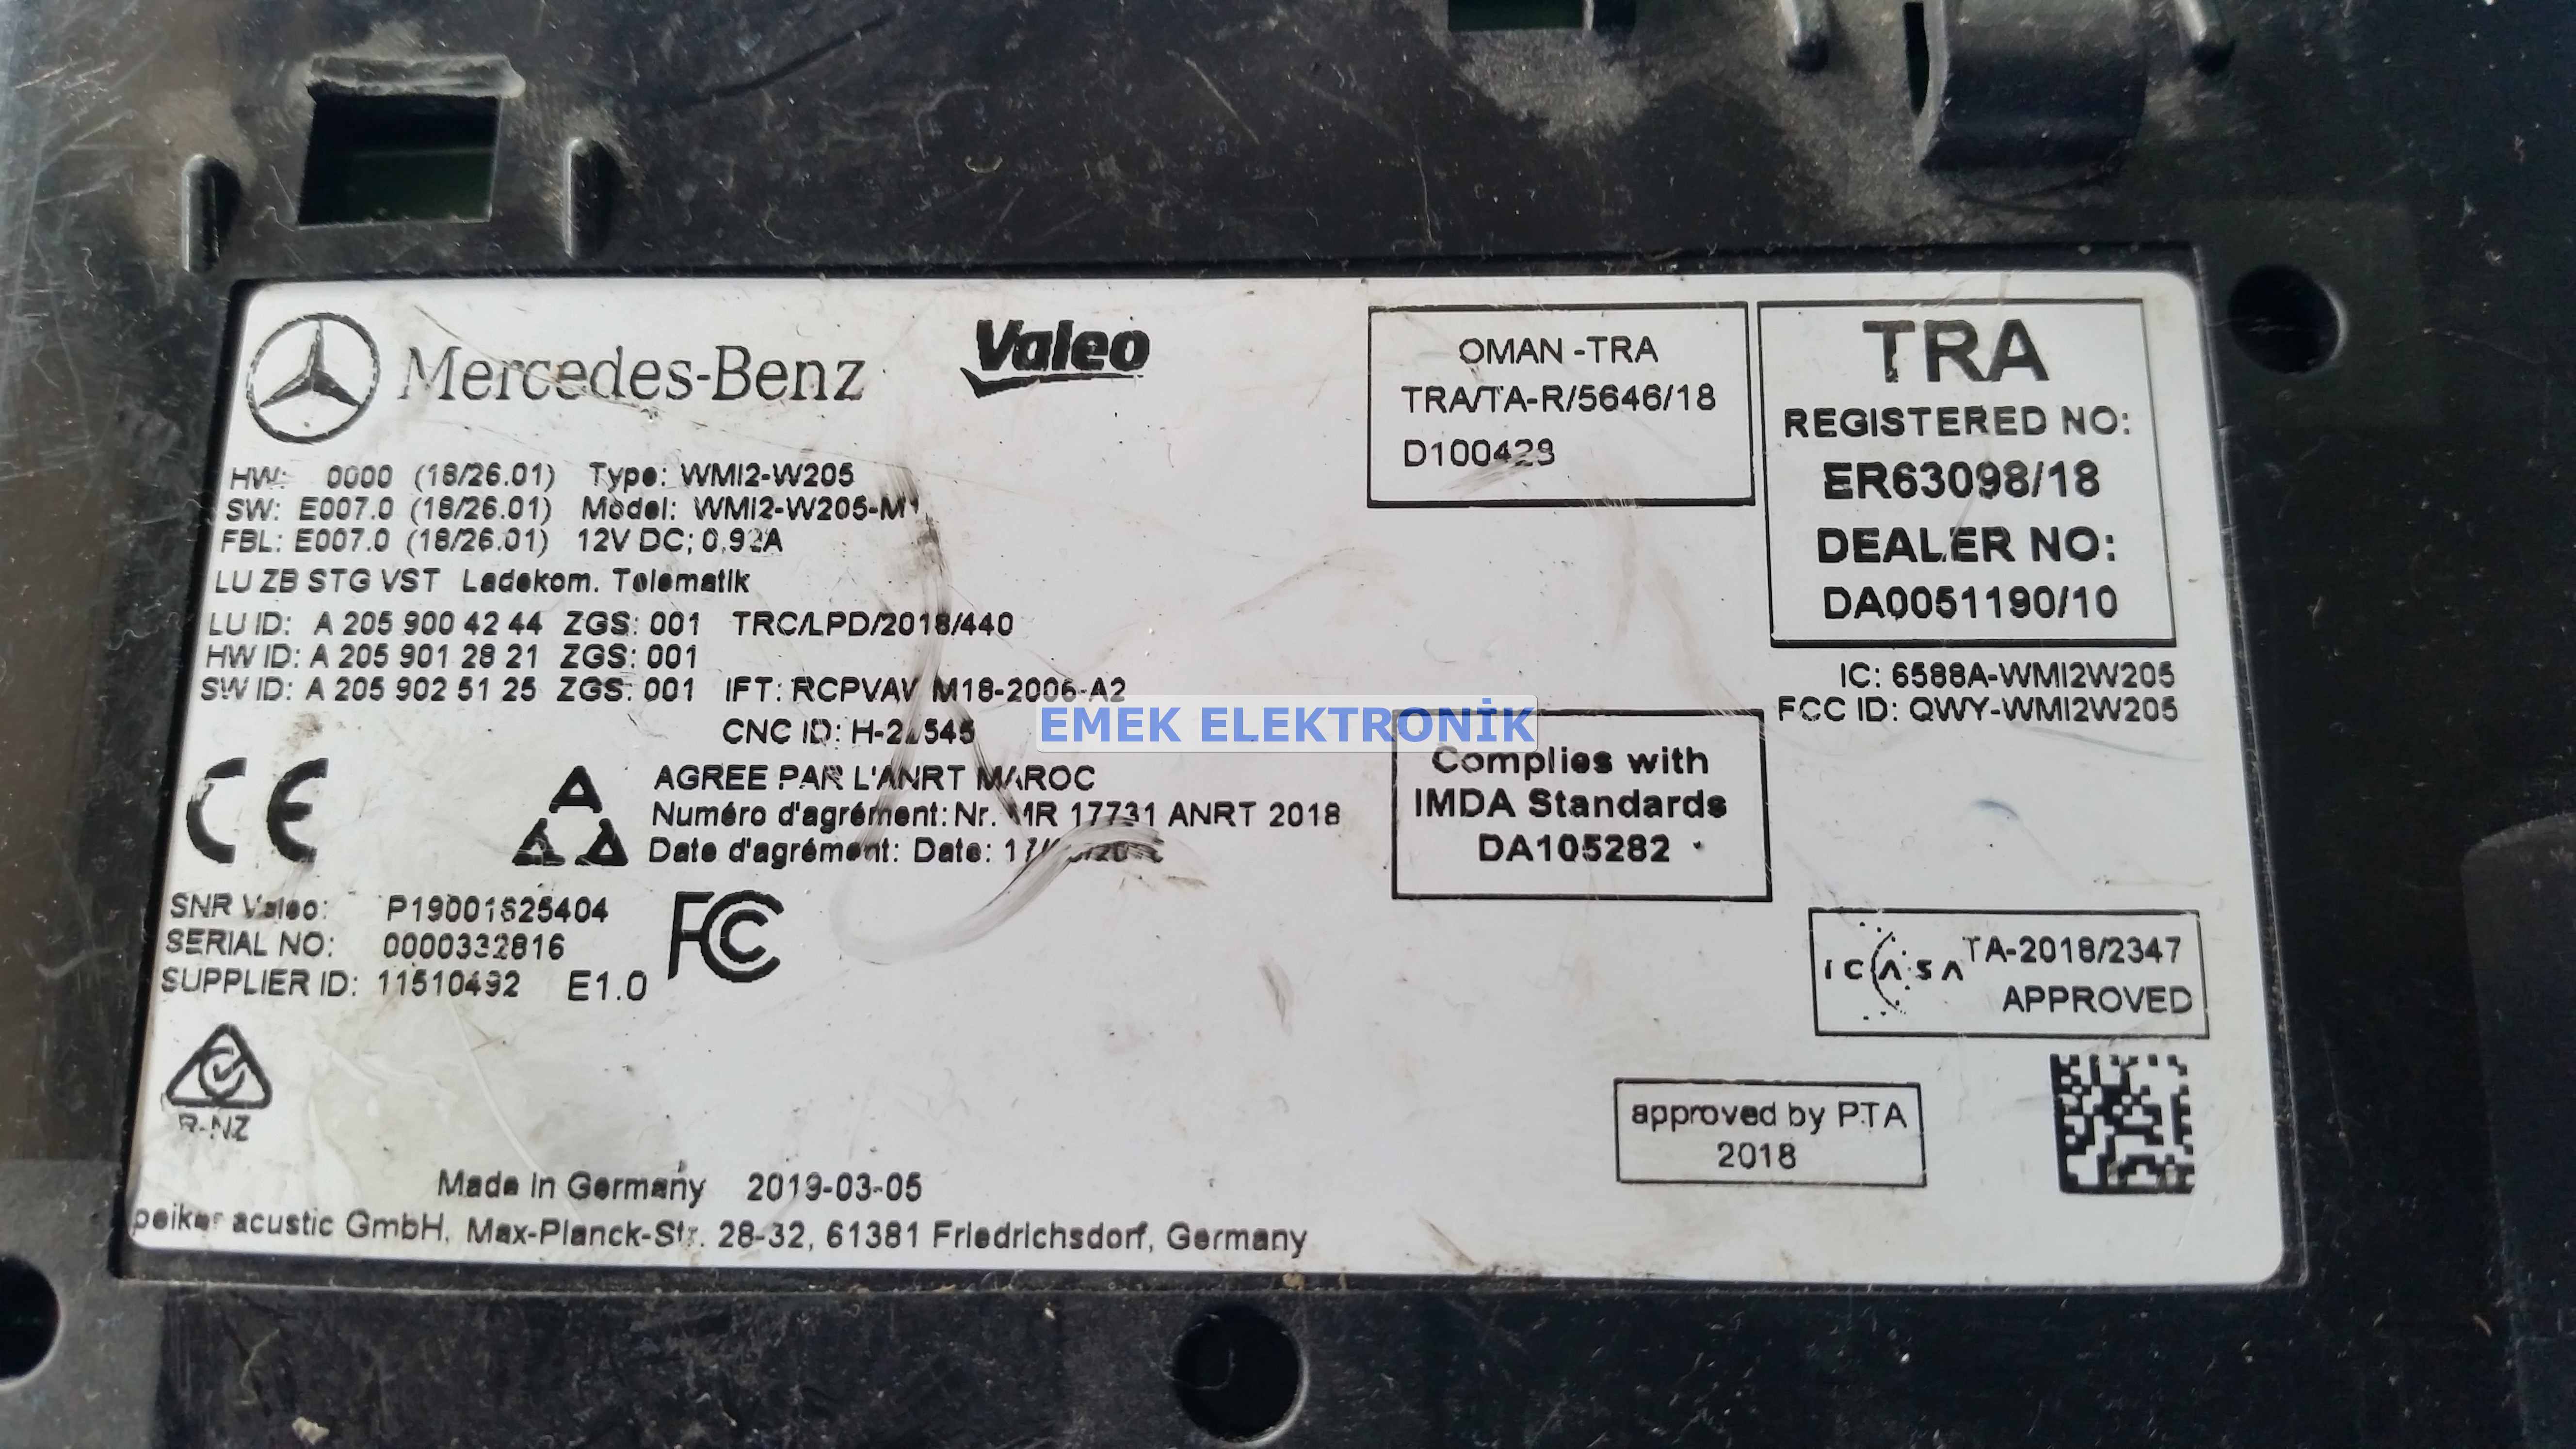 Mercedes-Benz
Valeo
HW: 0000 (18/26.01) Type: WMI2-W205
SW: E007.0 (18/26.01) Model: WMI2-W205-M1
FBL: E007.0 (18/26.01) 12V DC; 0,92A
LU ZB STG VST Ladekom. Telematik
LU ID: A 205 900 42 44 ZGS: 001 TRC/LPD/2018/440
HW ID: A 205 901 28 21 ZGS: 001
SW ID: A 205 902 51 25 ZGS: 001 IFT: RCPVAV M18-2006-A2
CNC ID:
CE
AGREE PAR L'ANRT MAROC
Numéro d'agrément: Nr. MR 17731 ANRT 2018
Date d'agrément: Date:
SNR Valeo: P19001625404
SERIAL NO: 0000332816
SUPPLIER ID: 11510492 E1.0
FCC
R-NZ
Made in Germany 2019-03-05
peiker acustic GmbH, Max-Planck-Str. 28-32, 61381 Friedrichsdorf, Germany
OMAN -TRA
TRA/TA-R/5646/18
D100428
TRA
REGISTERED NO:
ER63098/18
DEALER NO:
DA0051190/10
IC: 6588A-WMI2W205
FCC ID: QWY-WMI2W205
EMEK ELEKTRONİK
Complies with
IMDA Standards
DA105282
ICASA TA-2018/2347
APPROVED
approved by PTA
2018